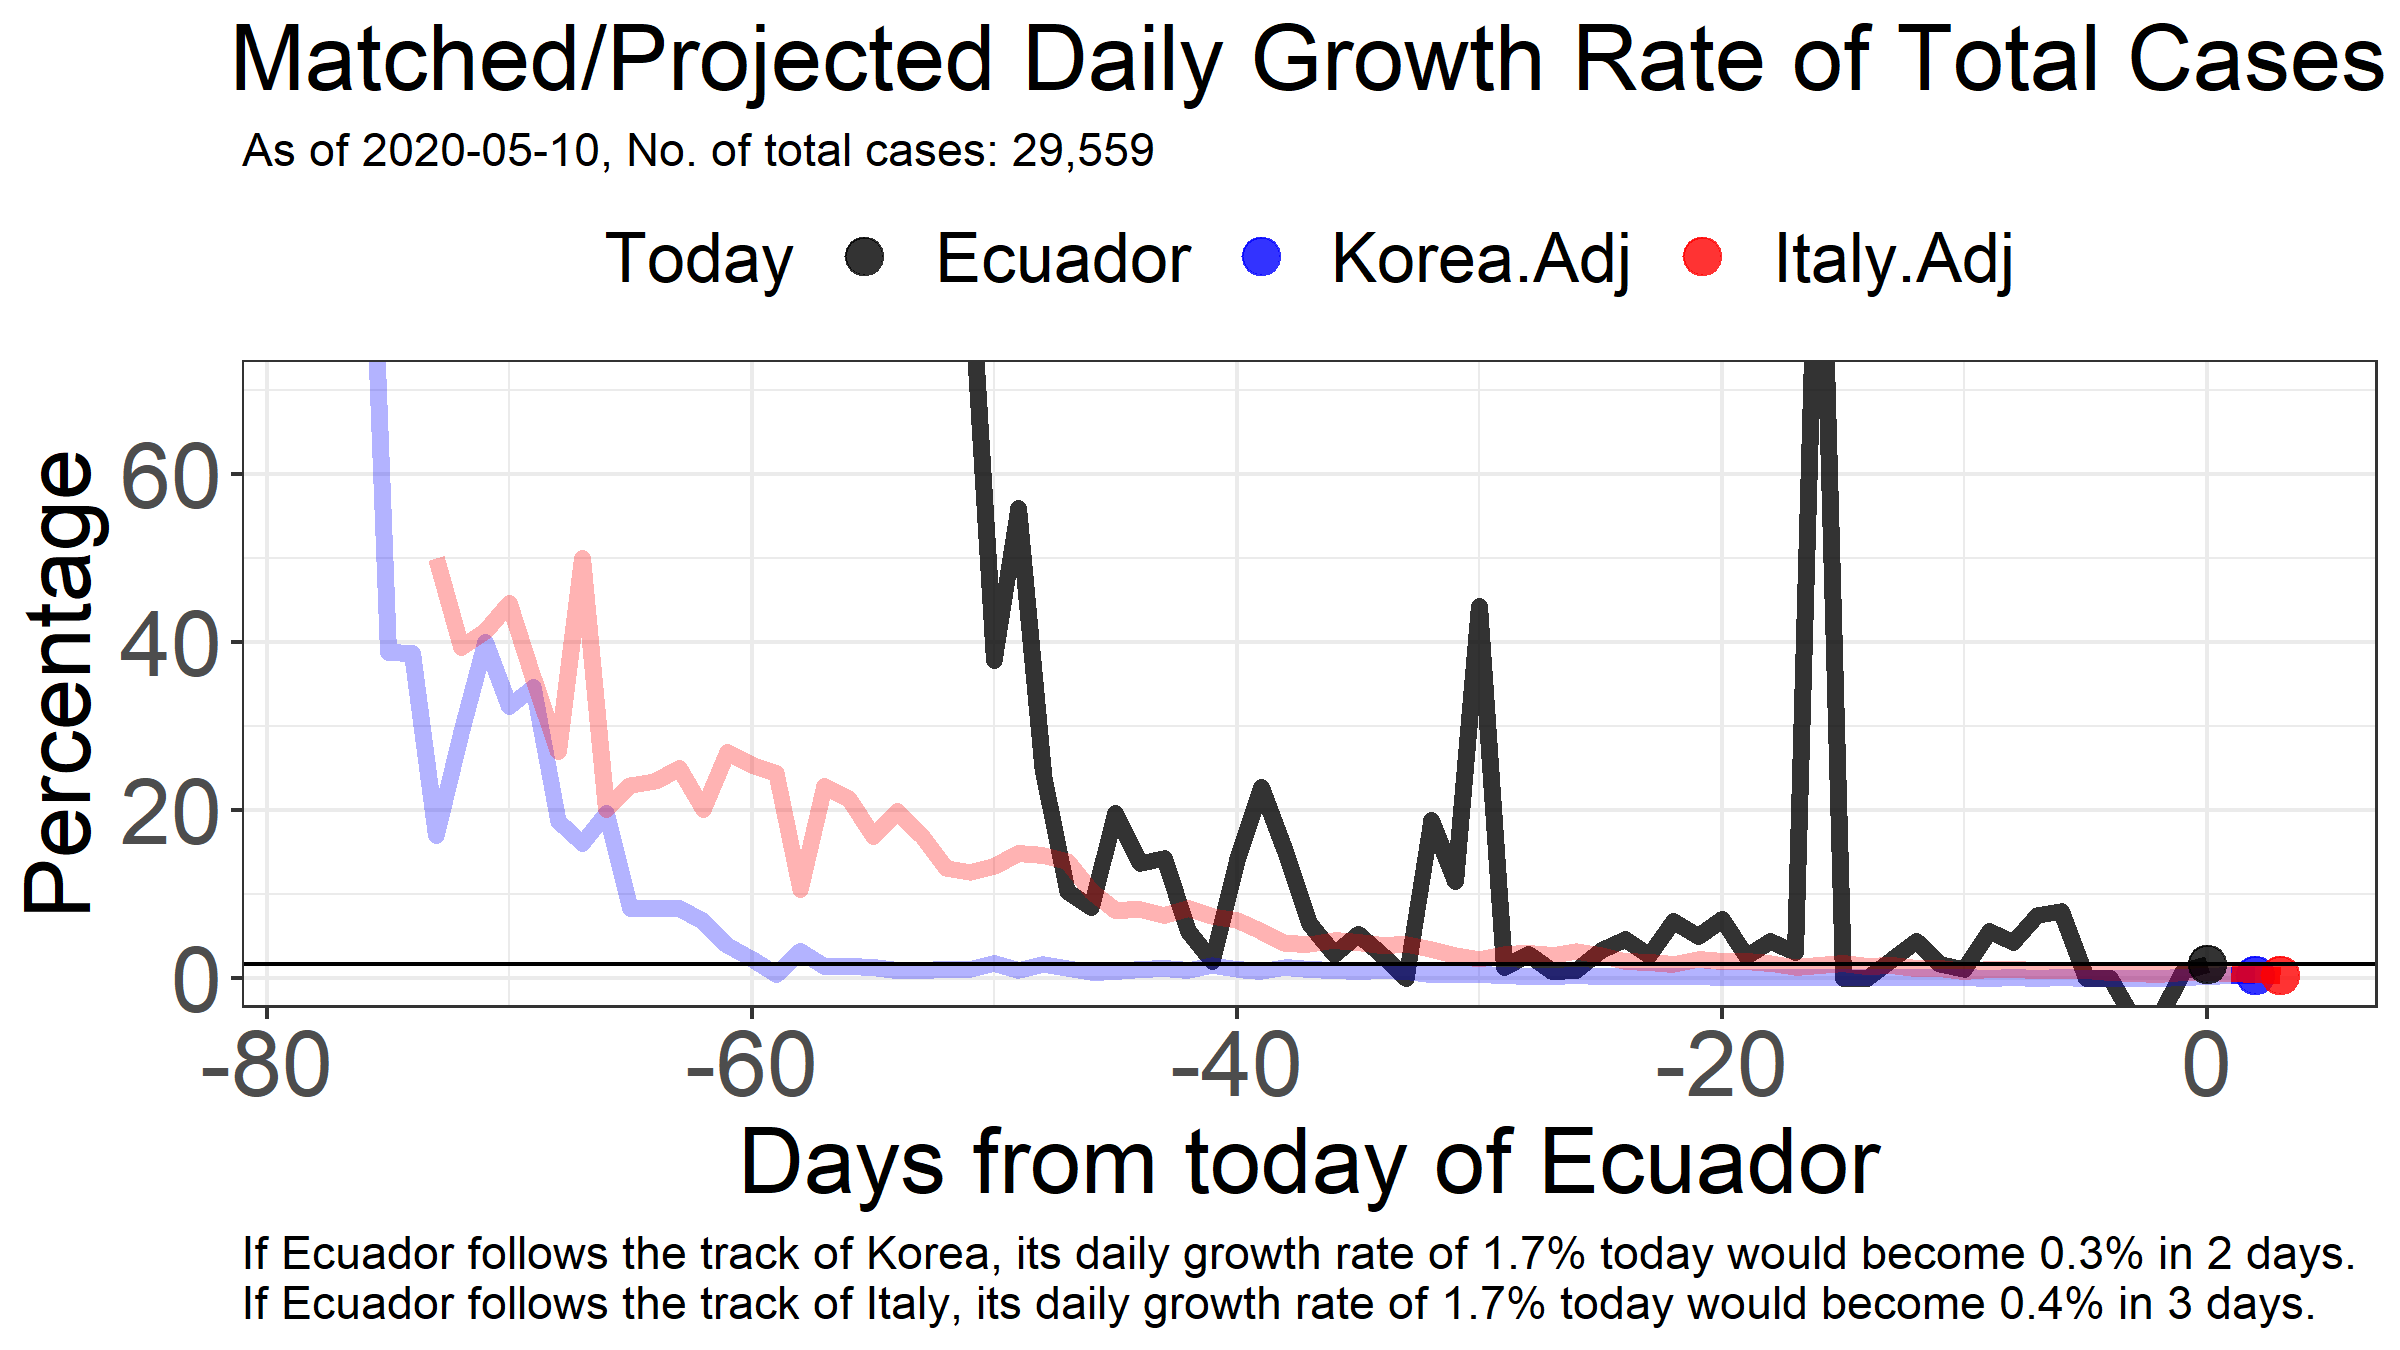 Matched/Projected Daily Growth Rate of Total Cases
As of 2020-05-10, No. of total cases: 29,559
Today Ecuador Korea.Adj Italy.Adj
Percentage
60
40
20
0
-80 -60 -40 -20 0
Days from today of Ecuador
If Ecuador follows the track of Korea, its daily growth rate of 1.7% today would become 0.3% in 2 days.
If Ecuador follows the track of Italy, its daily growth rate of 1.7% today would become 0.4% in 3 days.